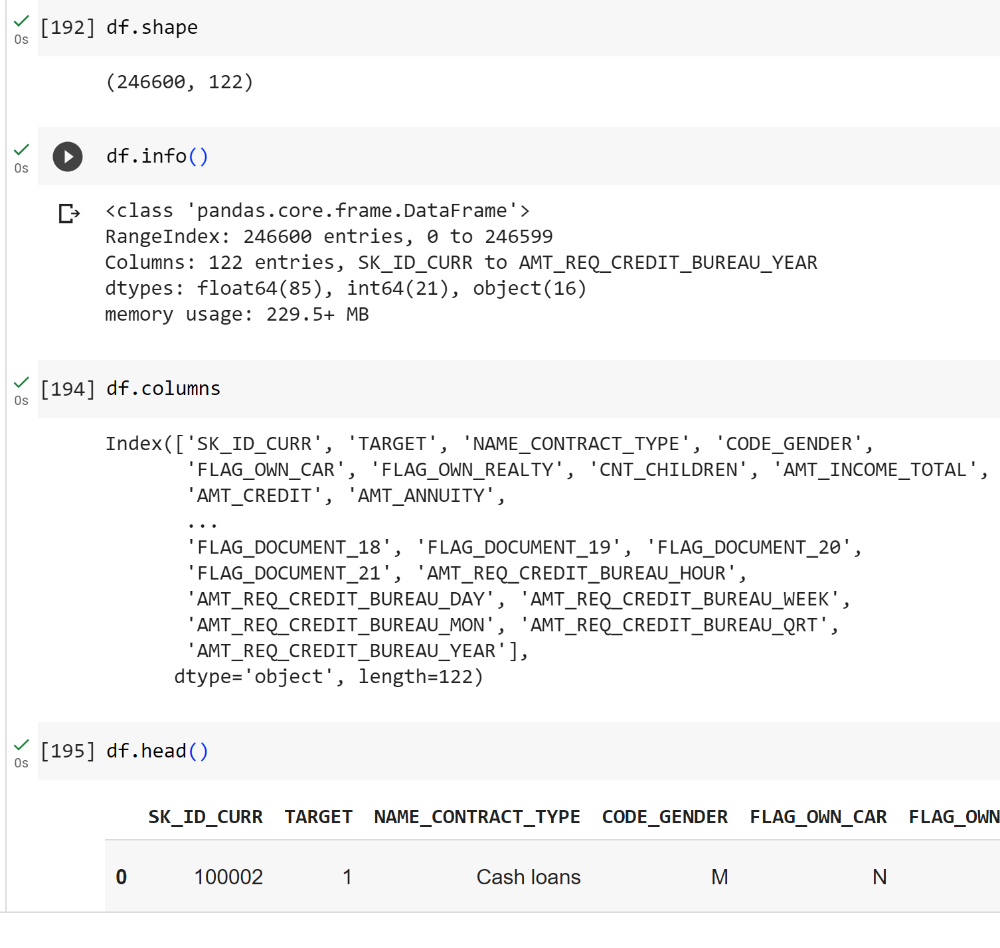 [192] df.shape
0s
(246600, 122)
df.info()
0s
<class 'pandas.core.frame.DataFrame'>
RangeIndex: 246600 entries, 0 to 246599
Columns: 122 entries, SK_ID_CURR to AMT_REQ_CREDIT_BUREAU_YEAR
dtypes: float64(85), int64(21), object(16)
memory usage: 229.5+ MB
[194] df.columns
0s
Index(['SK_ID_CURR', 'TARGET', 'NAME_CONTRACT_TYPE', 'CODE_GENDER',
'FLAG_OWN_CAR', 'FLAG_OWN_REALTY', 'CNT_CHILDREN', 'AMT_INCOME_TOTAL',
'AMT_CREDIT', 'AMT_ANNUITY',
...
'FLAG_DOCUMENT_18', 'FLAG_DOCUMENT_19', 'FLAG_DOCUMENT_20',
'FLAG_DOCUMENT_21', 'AMT_REQ_CREDIT_BUREAU_HOUR',
'AMT_REQ_CREDIT_BUREAU_DAY', 'AMT_REQ_CREDIT_BUREAU_WEEK',
'AMT_REQ_CREDIT_BUREAU_MON', 'AMT_REQ_CREDIT_BUREAU_QRT',
'AMT_REQ_CREDIT_BUREAU_YEAR'],
dtype='object', length=122)
[195] df.head()
0s
SK_ID_CURR TARGET NAME_CONTRACT_TYPE CODE_GENDER FLAG_OWN_CAR FLAG_OWN
0 100002 1 Cash loans M N